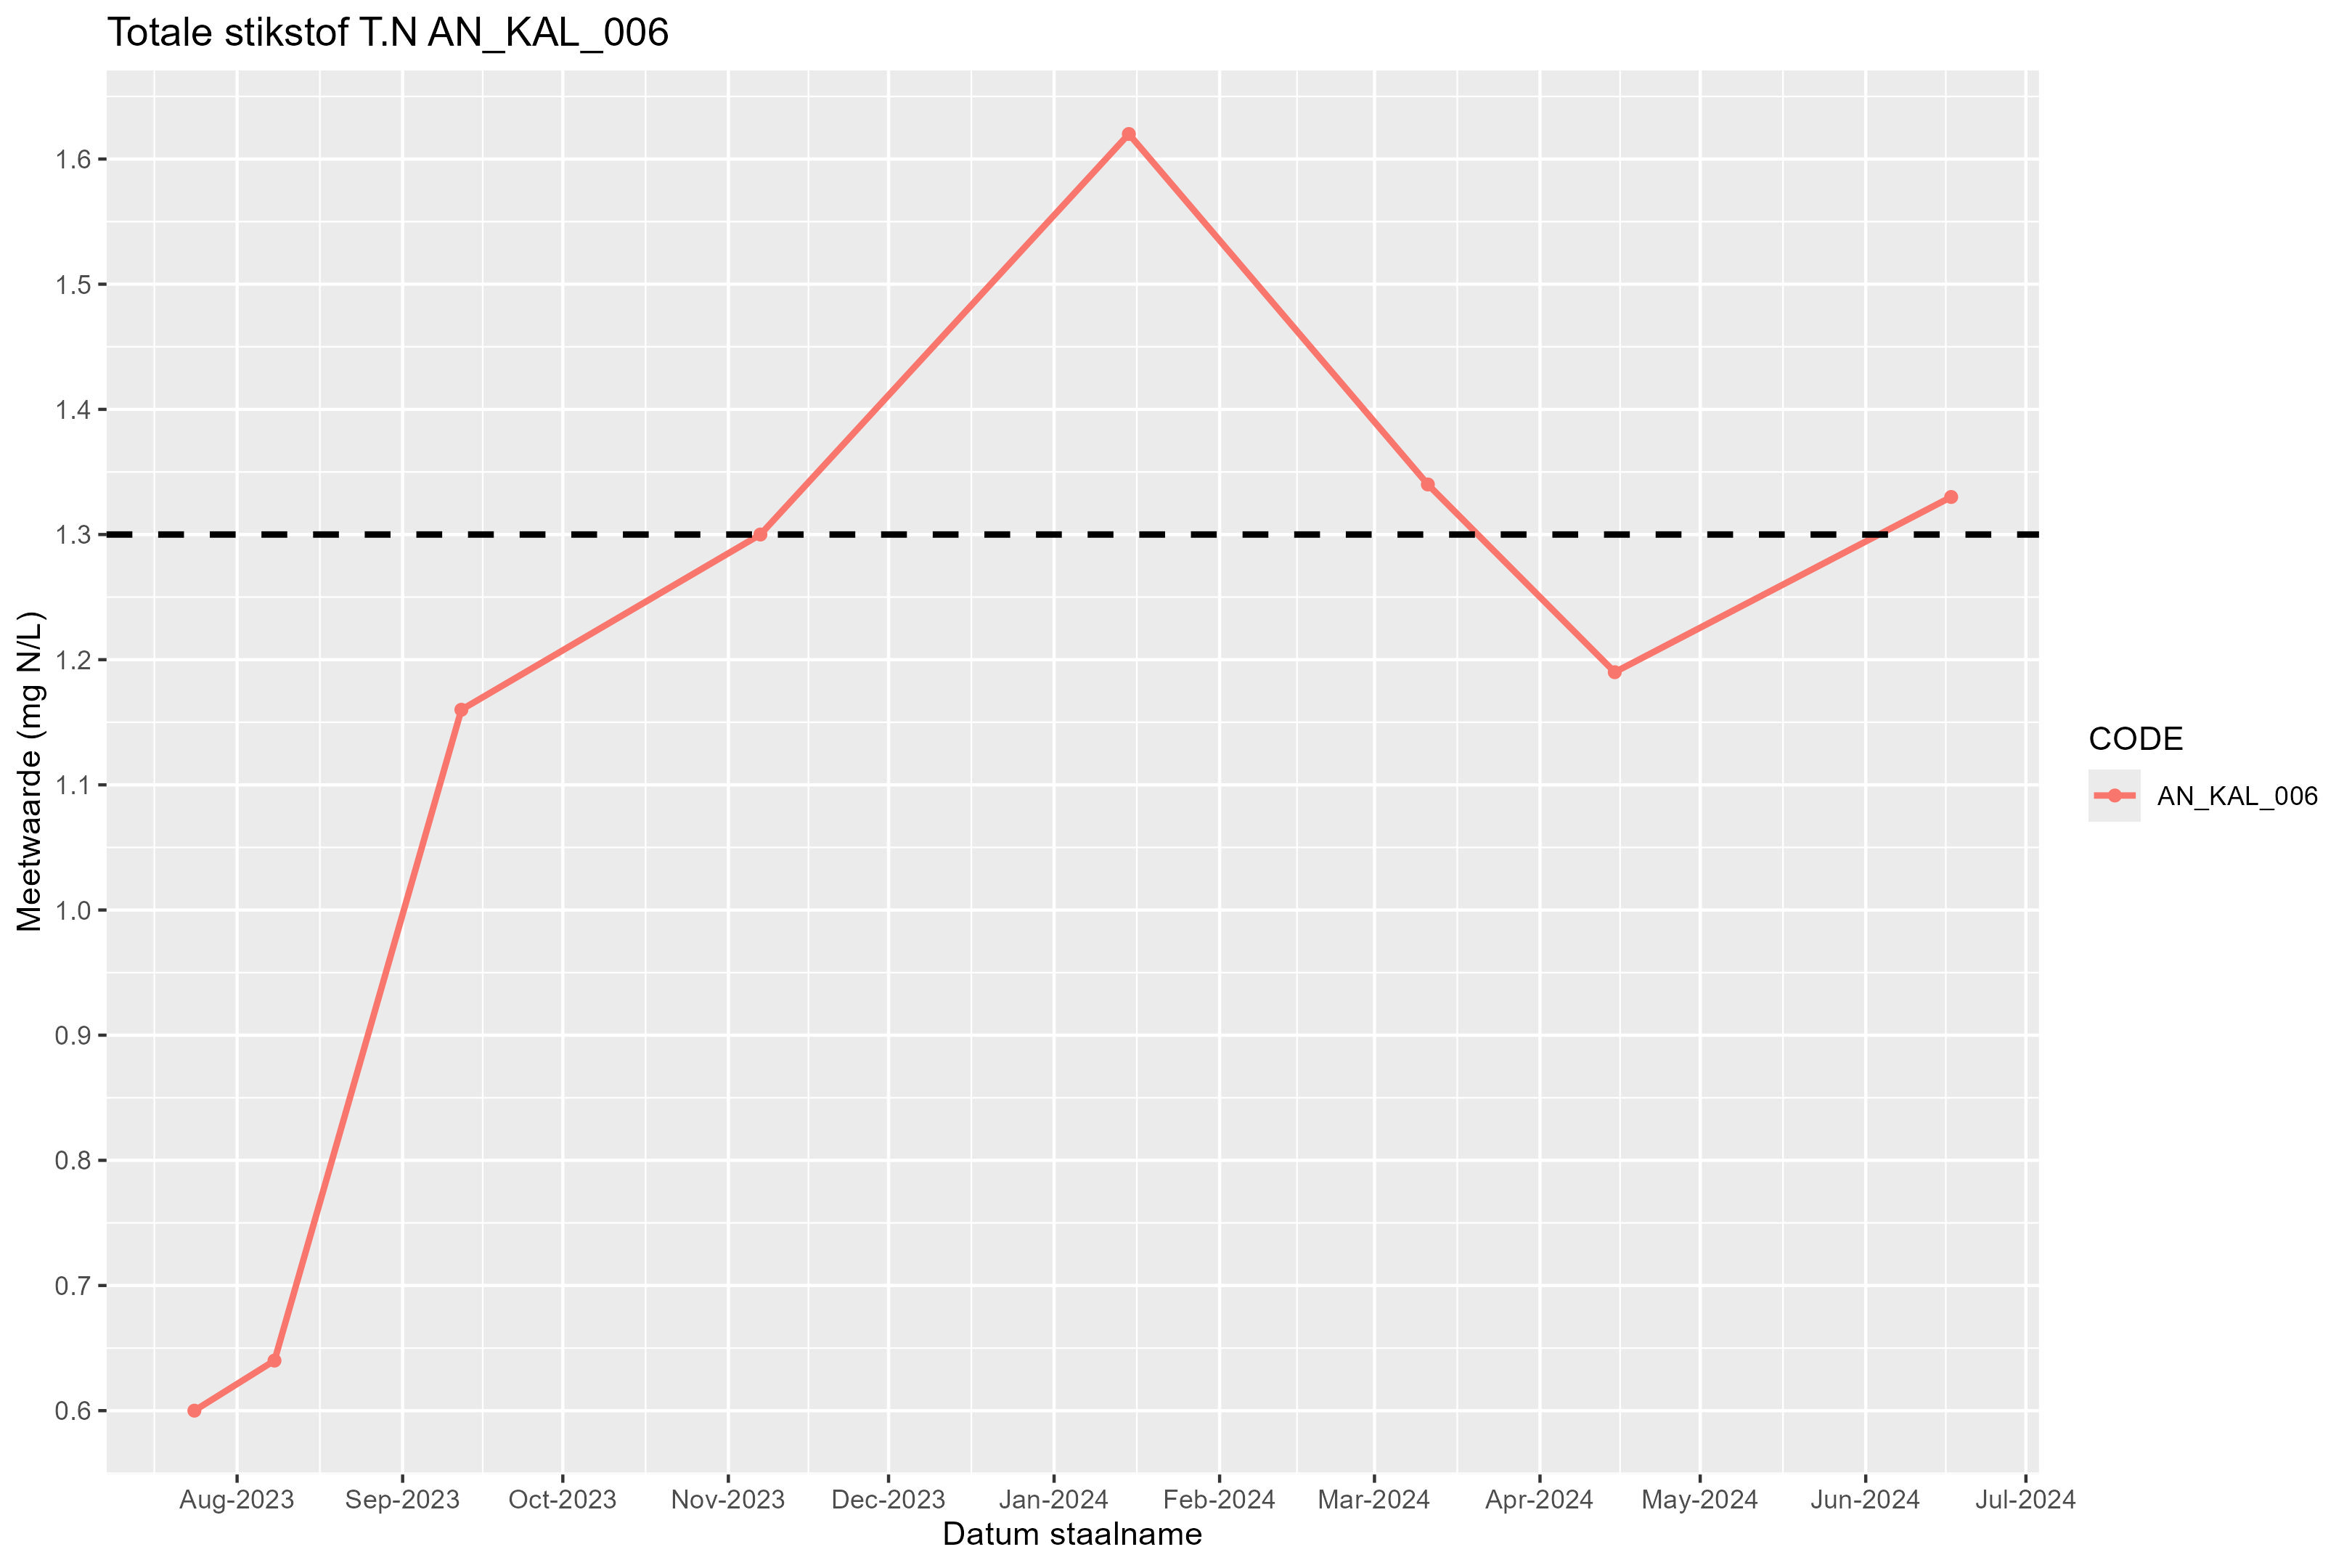 Totale stikstof T.N AN_KAL_006
Meetwaarde (mg N/L)
1.6
1.5
1.4
1.3
1.2
1.1
1.0
0.9
0.8
0.7
0.6
Aug-2023 Sep-2023 Oct-2023 Nov-2023 Dec-2023 Jan-2024 Feb-2024 Mar-2024 Apr-2024 May-2024 Jun-2024 Jul-2024
Datum staalname
CODE
AN_KAL_006